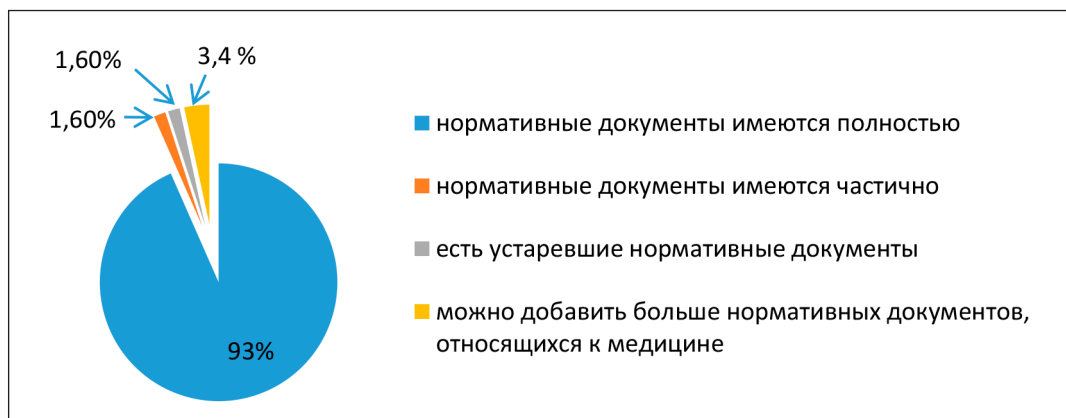 1,60%
3,4 %
1,60%
93%
нормативные документы имеются полностью
нормативные документы имеются частично
есть устаревшие нормативные документы
можно добавить больше нормативных документов,
относящихся к медицине